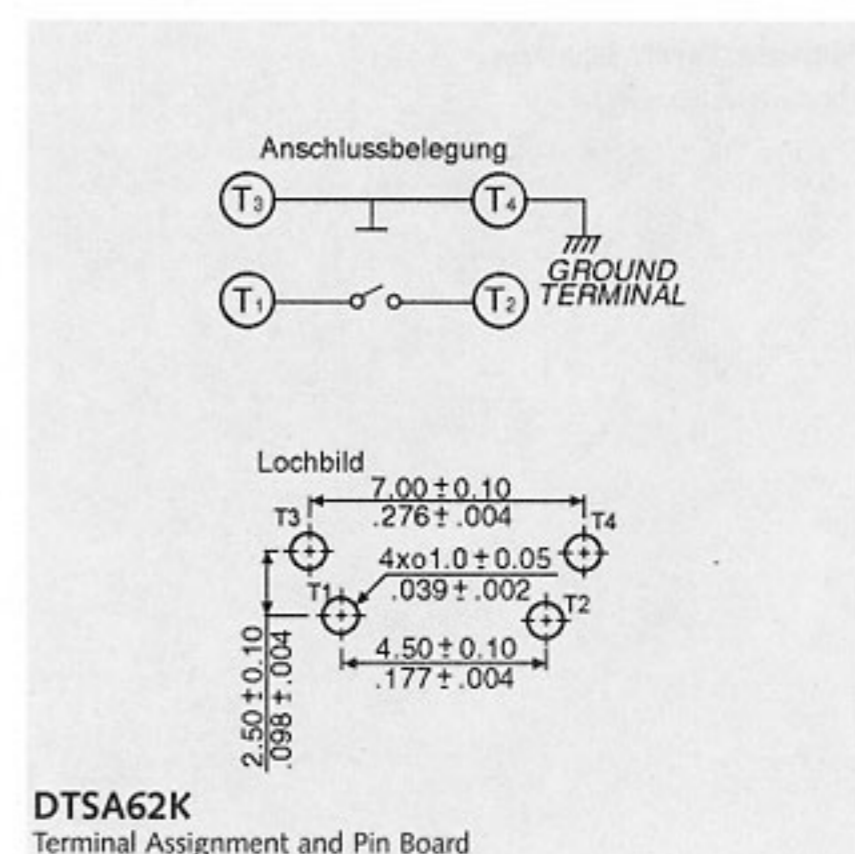 Anschlussbelegung
T3
T4
GROUND
TERMINAL
T1
T2
Lochbild
7.00±0.10
.276±.004
T3
T4
4xo1.0±0.05
.039±.002
T1
T2
4.50±0.10
.177±.004
2.50±0.10
.098±.004
DTSA62K
Terminal Assignment and Pin Board